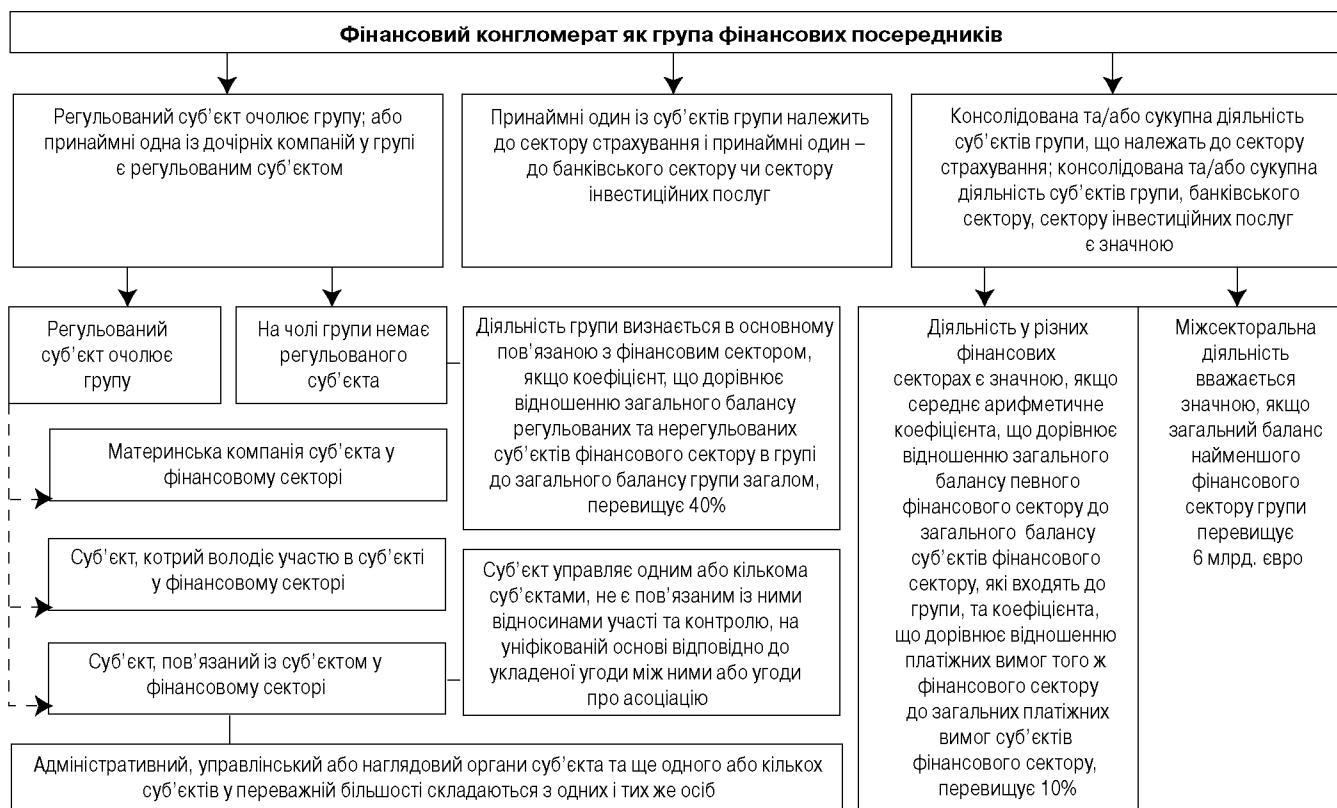 Фінансовий конгломерат як група фінансових посередників
Регульований суб’єкт очолює групу; або
принаймні одна із дочірніх компаній у групі
є регульованим суб’єктом
Принаймні один із суб’єктів групи належить
до сектору страхування і принаймні один –
до банківського сектору чи сектору
інвестиційних послуг
Консолідована та/або сукупна діяльність
суб’єктів групи, що належать до сектору
страхування; консолідована та/або сукупна
діяльність суб’єктів групи, банківського
сектору, сектору інвестиційних послуг
є значною
Регульований
суб’єкт очолює
групу
На чолі групи немає
регульованого
суб’єкта
Діяльність групи визнається в основному
пов’язаною з фінансовим сектором,
якщо коефіцієнт, що дорівнює
відношенню загального балансу
регульованих та нерегульованих
суб’єктів фінансового сектору в групі
до загального балансу групи загалом,
перевищує 40%
Діяльність у різних
фінансових
секторах є значною, якщо
середнє арифметичне
коефіцієнта, що дорівнює
відношенню загального
балансу певного
фінансового сектору до
загального балансу
суб’єктів фінансового
сектору, які входять до
групи, та коефіцієнта,
що дорівнює відношенню
платіжних вимог того ж
фінансового сектору
до загальних платіжних
вимог суб’єктів
фінансового сектору,
перевищує 10%
Міжсекторальна
діяльність
вважається
значною, якщо
загальний баланс
найменшого
фінансового
сектору групи
перевищує
6 млрд. євро
Материнська компанія суб’єкта у
фінансовому секторі
Суб’єкт, котрий володіє участю в суб’єкті
у фінансовому секторі
Суб’єкт, пов’язаний із суб’єктом у
фінансовому секторі
Суб’єкт управляє одним або кількома
суб’єктами, не є пов’язаним із ними
відносинами участі та контролю, на
уніфікованій основі відповідно до
укладеної угоди між ними або угоди
про асоціацію
Адміністративний, управлінський або наглядовий органи суб’єкта та ще одного або кількох
суб’єктів у переважній більшості складаються з одних і тих же осіб